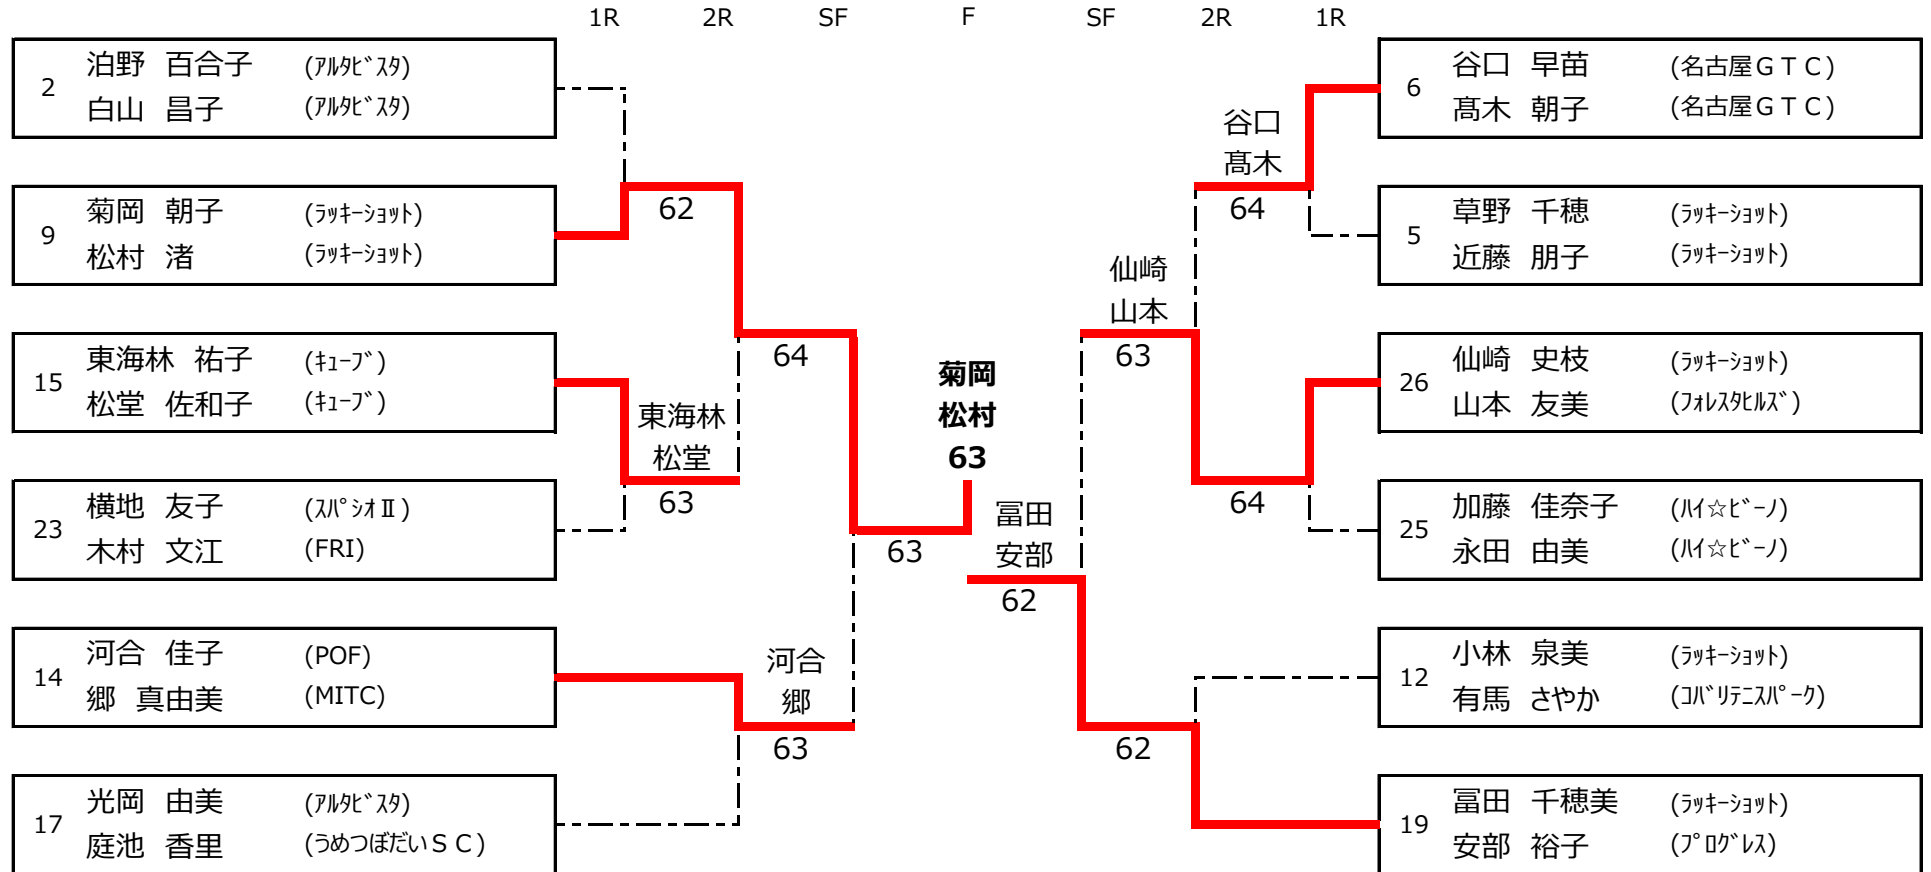 1R 2R SF F SF 2R 1R
2 泊野 百合子 (ｱﾙﾀﾋﾞｽﾀ)
白山 昌子 (ｱﾙﾀﾋﾞｽﾀ)
9 菊岡 朝子 (ﾗｯｷｰｼｮｯﾄ)
松村 渚 (ﾗｯｷｰｼｮｯﾄ)
15 東海林 祐子 (ｷｭｰﾌﾞ)
松堂 佐和子 (ｷｭｰﾌﾞ)
23 横地 友子 (ｽﾊﾟｼｵⅡ)
木村 文江 (FRI)
14 河合 佳子 (POF)
郷 真由美 (MITC)
17 光岡 由美 (ｱﾙﾀﾋﾞｽﾀ)
庭池 香里 (うめつぼだいＳＣ)
62
東海林
松堂
63
64
河合
郷
63
63
菊岡
松村
63
冨田
安部
62
仙崎
山本
63
62
谷口
髙木
64
64
6 谷口 早苗 (名古屋ＧＴＣ)
髙木 朝子 (名古屋ＧＴＣ)
5 草野 千穂 (ﾗｯｷｰｼｮｯﾄ)
近藤 朋子 (ﾗｯｷｰｼｮｯﾄ)
26 仙崎 史枝 (ﾗｯｷｰｼｮｯﾄ)
山本 友美 (ﾌｫﾚｽﾀﾋﾙｽﾞ)
25 加藤 佳奈子 (ﾊｲ☆ﾋﾞｰﾉ)
永田 由美 (ﾊｲ☆ﾋﾞｰﾉ)
12 小林 泉美 (ﾗｯｷｰｼｮｯﾄ)
有馬 さやか (ｺﾊﾞﾘﾃﾆｽﾊﾟｰｸ)
19 冨田 千穂美 (ﾗｯｷｰｼｮｯﾄ)
安部 裕子 (ﾌﾟﾛｸﾞﾚｽ)